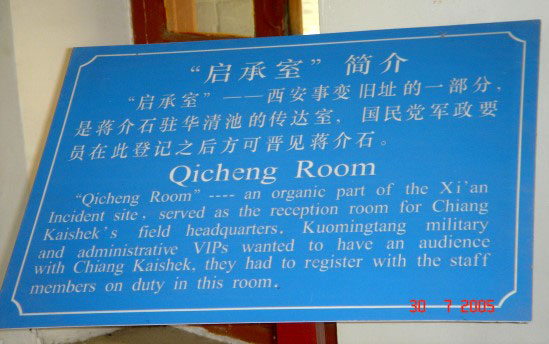 “启承室”简介
“启承室”——西安事变旧址的一部分，
是蒋介石驻华清池的传达室，国民党军政要
员在此登记之后方可晋见蒋介石。
Qicheng Room
“Qicheng Room” ---- an organic part of the Xi’an
Incident site , served as the reception room for Chiang
Kaishek’s field headquarters. Kuomingtang military
and administrative VIPs wanted to have an audience
with Chiang Kaishek, they had to register with the staff
members on duty in this room.
30 7 2005